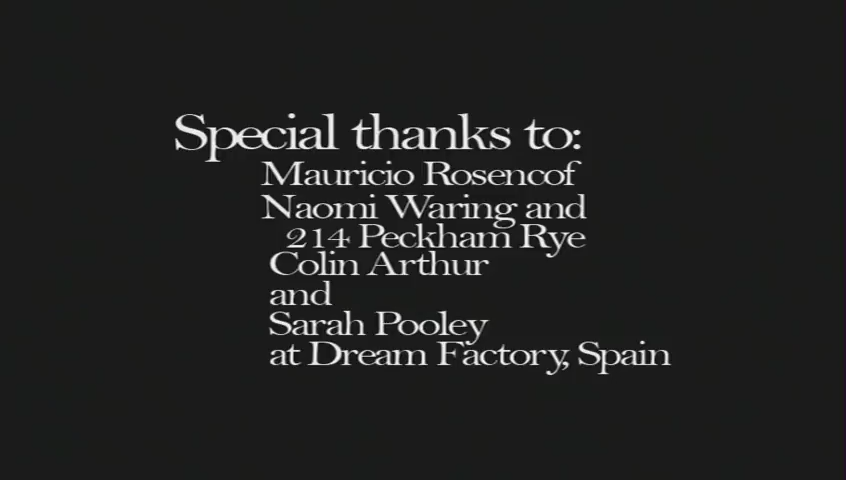 Special thanks to:
Mauricio Rosencof
Naomi Waring and
214 Peckham Rye
Colin Arthur
and
Sarah Pooley
at Dream Factory, Spain